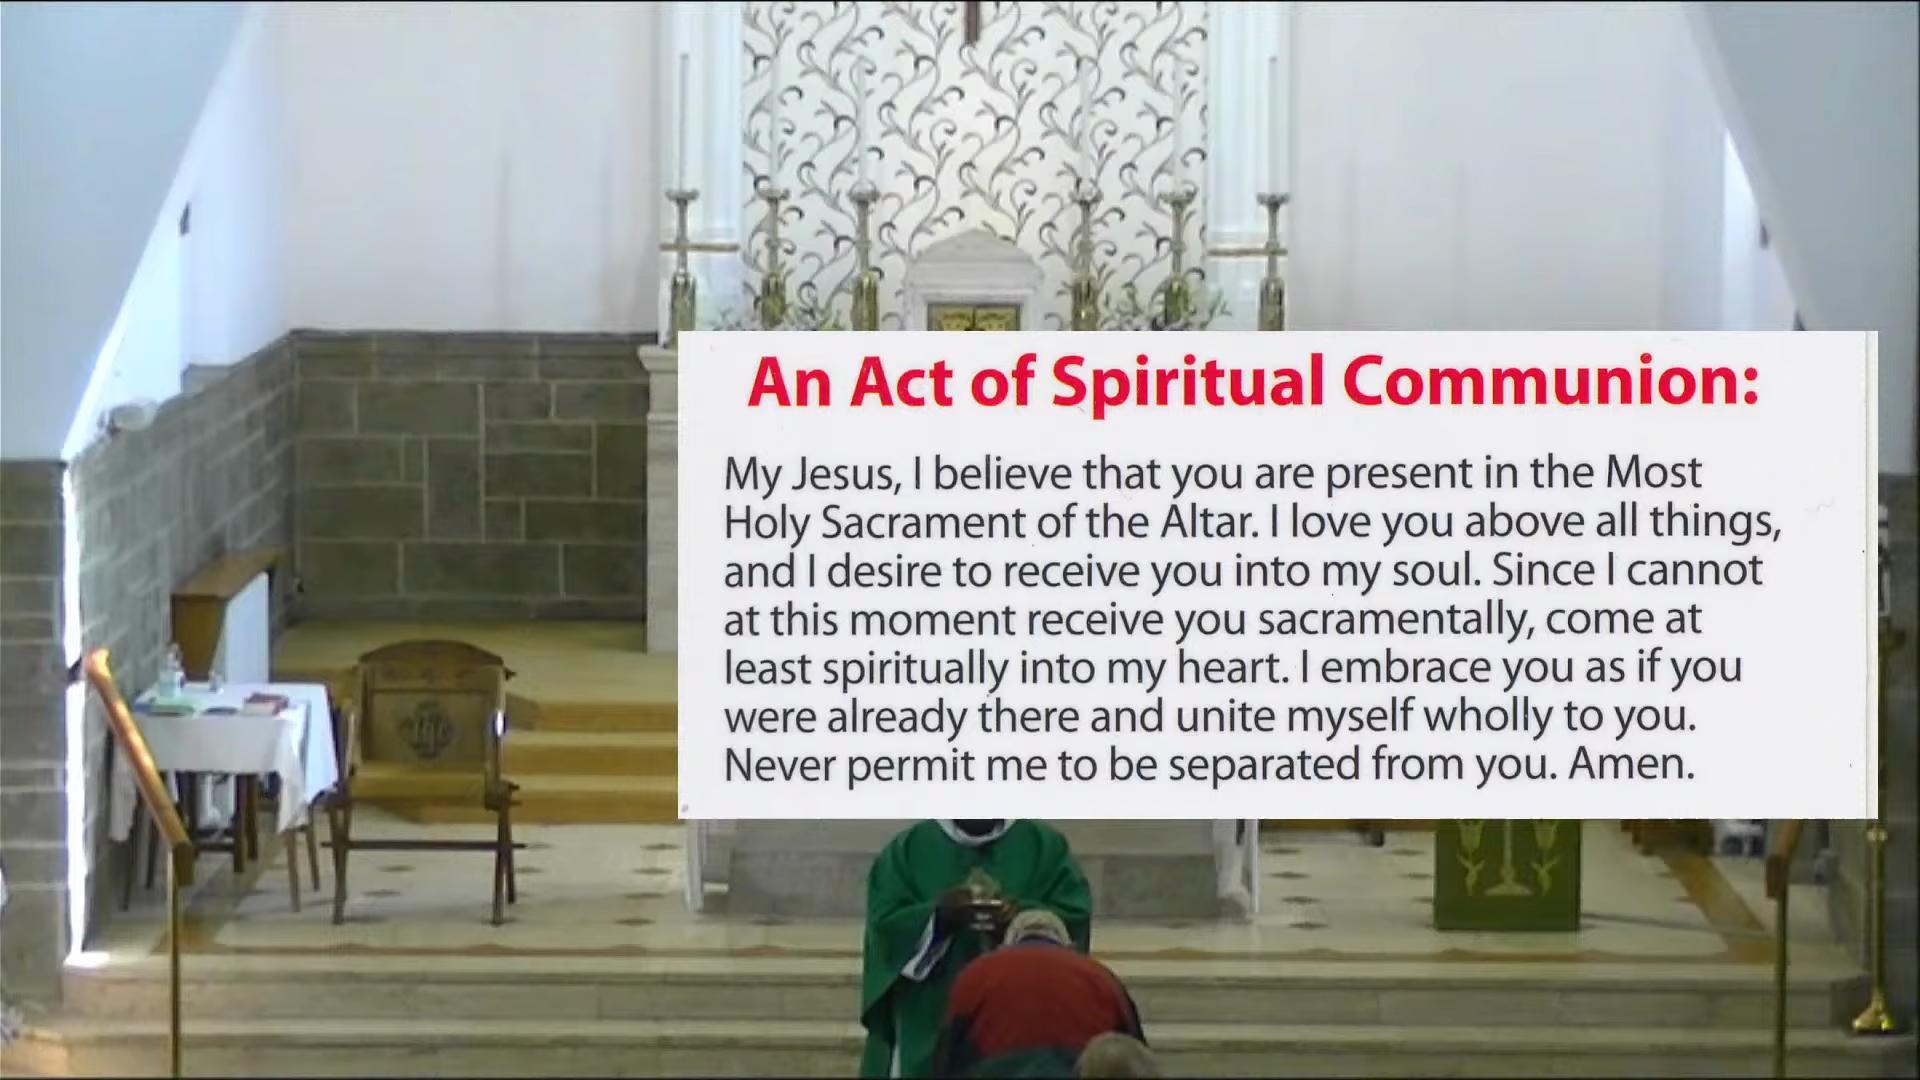 An Act of Spiritual Communion:
My Jesus, I believe that you are present in the Most
Holy Sacrament of the Altar. I love you above all things,
and I desire to receive you into my soul. Since I cannot
at this moment receive you sacramentally, come at
least spiritually into my heart. I embrace you as if you
were already there and unite myself wholly to you.
Never permit me to be separated from you. Amen.